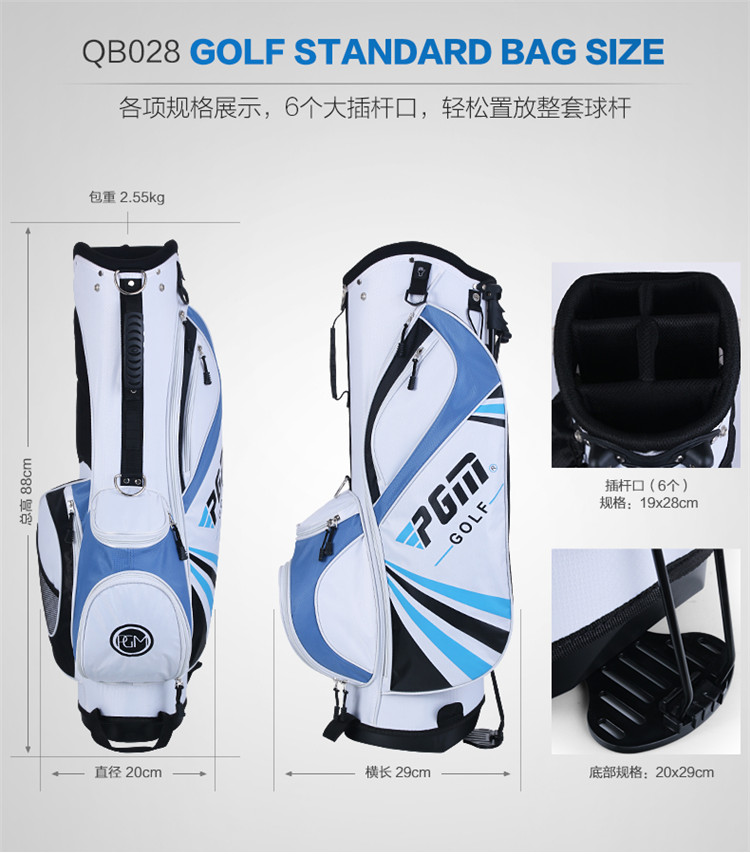 QB028 GOLF STANDARD BAG SIZE
各项规格展示，6个大插杆口，轻松置放整套球杆
包重 2.55kg
总高 88cm
PGM
PGM ®
GOLF
PGM
插杆口（6个）
规格：19x28cm
直径 20cm
横长 29cm
底部规格：20x29cm